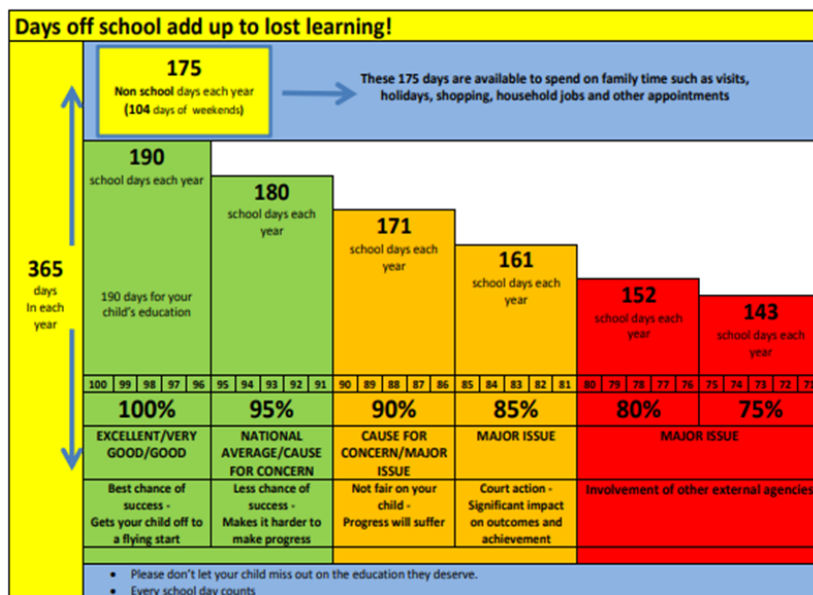 Days off school add up to lost learning!
175
Non school days each year
(104 days of weekends)
These 175 days are available to spend on family time such as visits,
holidays, shopping, household jobs and other appointments
365
days
In each
year
190
school days each year
190 days for your
child's education
180
school days each
year
171
school days each
year
161
school days each
year
152
school days each
year
143
school days each
year
100 99 98 97 96 95 94 93 92 91 90 89 88 87 86 85 84 83 82 81 80 79 78 77 76 75 74 73 72
100% 95% 90% 85% 80% 75%
EXCELLENT/VERY
GOOD/GOOD
NATIONAL
AVERAGE/CAUSE
FOR CONCERN
CAUSE FOR
CONCERN/MAJOR
ISSUE
MAJOR ISSUE
MAJOR ISSUE
Best chance of
success -
Gets your child off to
a flying start
Less chance of
success -
Makes it harder to
make progress
Not fair on your
child -
Progress will suffer
Court action -
Significant impact
on outcomes and
achievement
Involvement of other external agencies
• Please don't let your child miss out on the education they deserve.
• Every school day counts